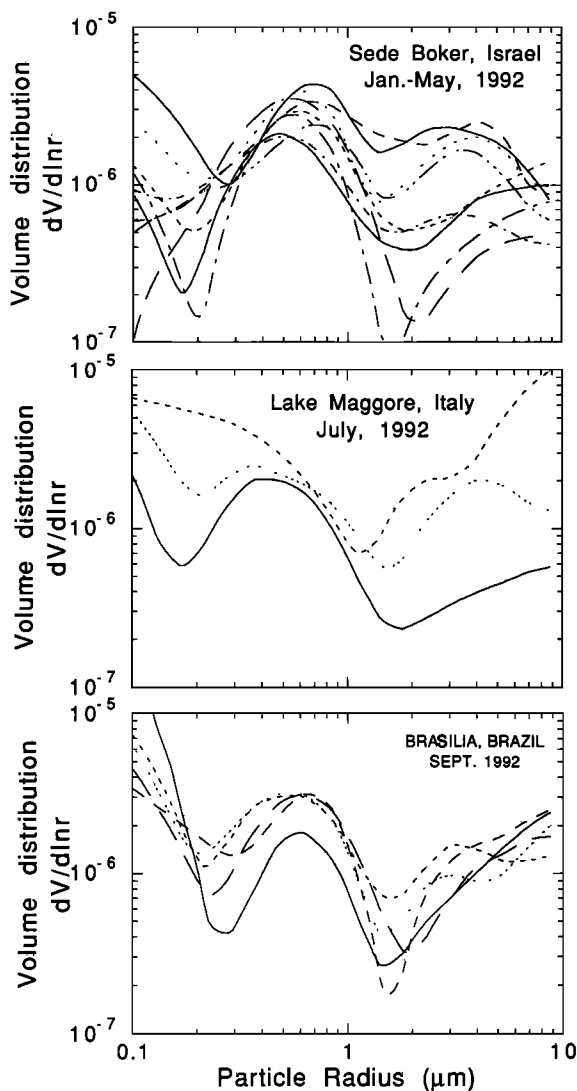 10^-5
Sede Boker, Israel
Jan.-May, 1992
Volume distribution
dV/dlnr
10^-6
10^-7
10^-5
Lake Maggore, Italy
July, 1992
Volume distribution
dV/dlnr
10^-6
10^-7
10^-5
BRASILIA, BRAZIL
SEPT. 1992
Volume distribution
dV/dlnr
10^-6
10^-7
0.1 1 10
Particle Radius (μm)